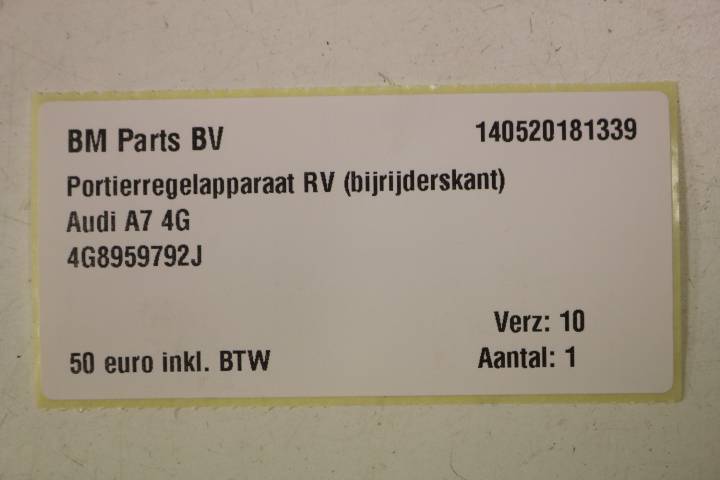 BM Parts BV 140520181339
Portierregelapparaat RV (bijrijderskant)
Audi A7 4G
4G8959792J
Verz: 10
50 euro inkl. BTW Aantal: 1